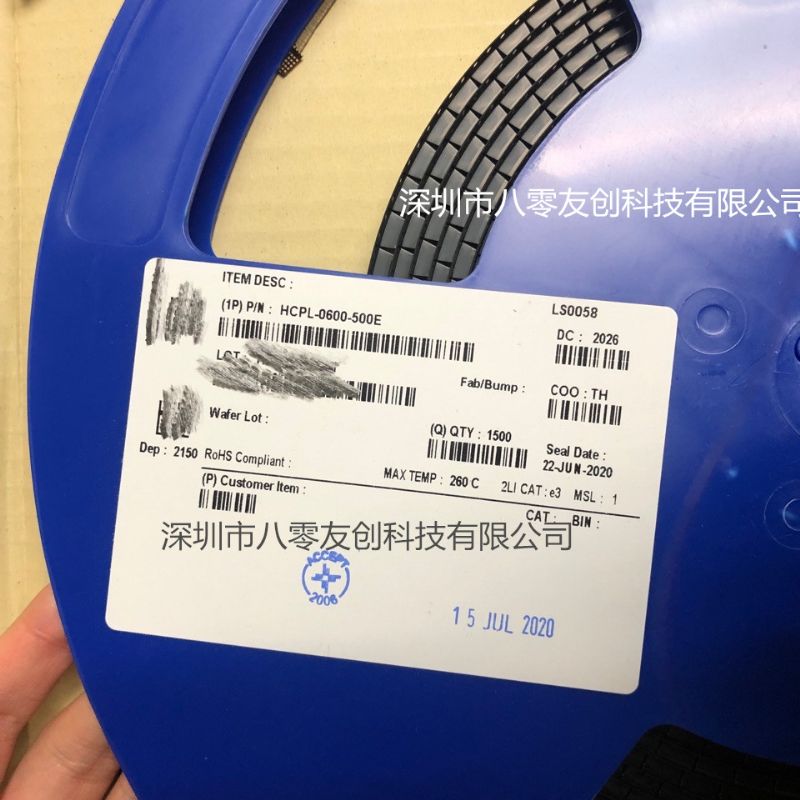 深圳市八零友创科技有限公司
ITEM DESC :
LS0058
(1P) P/N : HCPL-0600-500E
DC : 2026
LOT
Fab/Bump :
COO : TH
Wafer Lot :
(Q) QTY : 1500
Seal Date :
22-JUN-2020
Dep : 2150
RoHS Compliant :
MAX TEMP : 260 C
2LI CAT : e3
MSL : 1
(P) Customer Item :
CAT :
BIN :
深圳市八零友创科技有限公司
ACCEPT
2006
15 JUL 2020